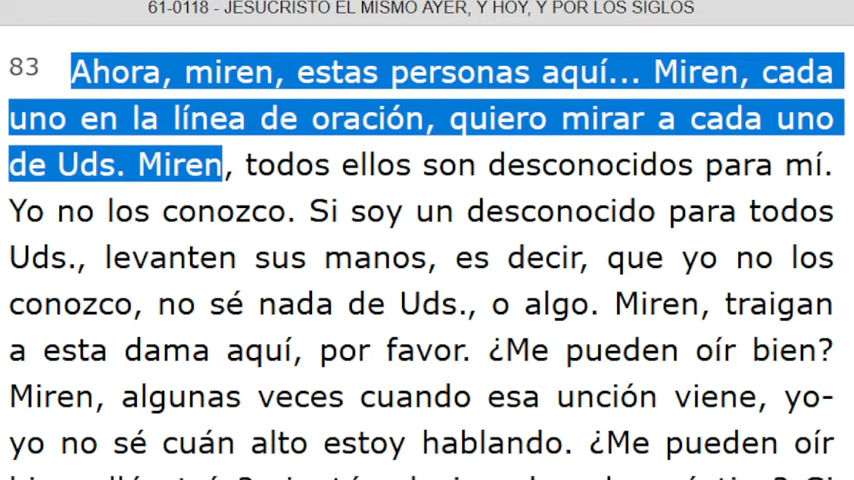 61-0118 - JESUCRISTO EL MISMO AYER, Y HOY, Y POR LOS SIGLOS
83 Ahora, miren, estas personas aquí... Miren, cada
uno en la línea de oración, quiero mirar a cada uno
de Uds. Miren, todos ellos son desconocidos para mí.
Yo no los conozco. Si soy un desconocido para todos
Uds., levanten sus manos, es decir, que yo no los
conozco, no sé nada de Uds., o algo. Miren, traigan
a esta dama aquí, por favor. ¿Me pueden oír bien?
Miren, algunas veces cuando esa unción viene, yo-
yo no sé cuán alto estoy hablando. ¿Me pueden oír